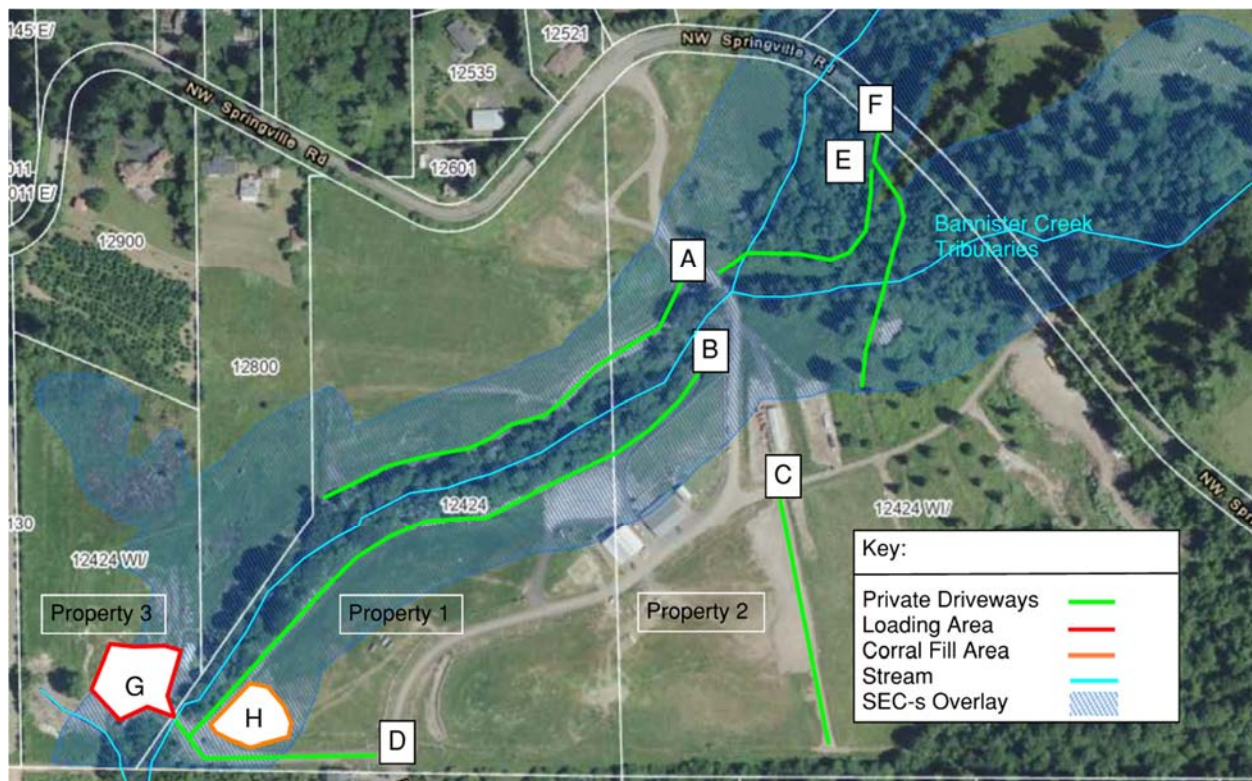 145 E/
12521
NW Springville Rd
12535
F
NW Springville Rd
E
12601
011
011 E/
Bannister Creek
Tributaries
12900
A
B
12800
C
12424
12424 W/
130
Key:
12424 W/
Property 3
Property 1
Property 2
Private Driveways
Loading Area
Corral Fill Area
Stream
SEC-s Overlay
G
H
D